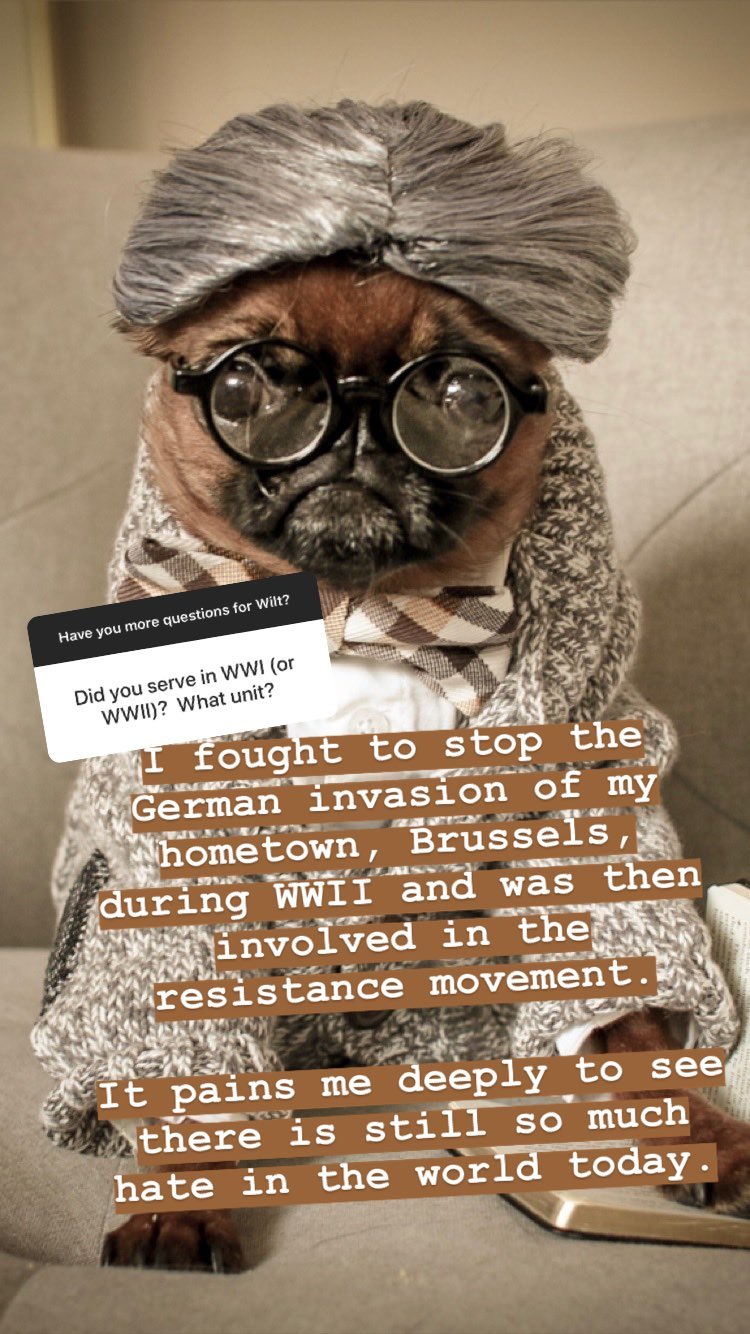 Have you more questions for Wilt?
Did you serve in WWI (or
WWII)?  What unit?
I fought to stop the
German invasion of my
hometown, Brussels,
during WWII and was then
involved in the
resistance movement.
It pains me deeply to see
there is still so much
hate in the world today.